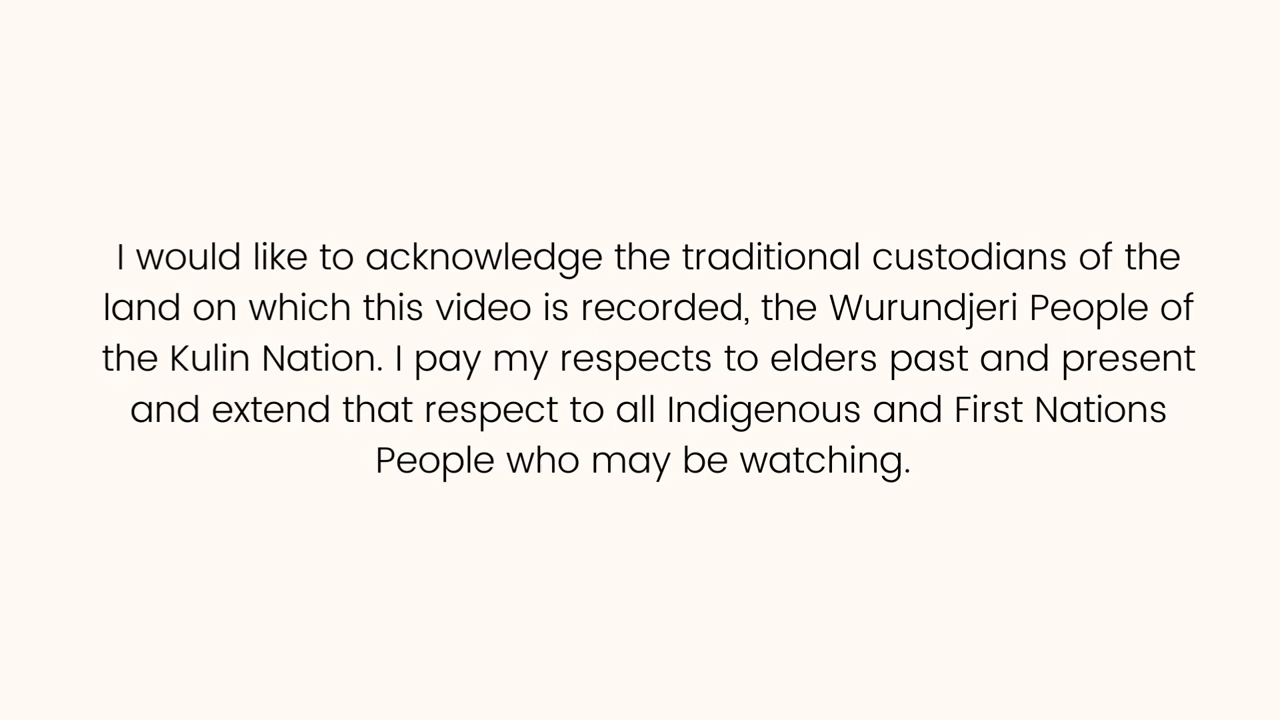 I would like to acknowledge the traditional custodians of the
land on which this video is recorded, the Wurundjeri People of
the Kulin Nation. I pay my respects to elders past and present
and extend that respect to all Indigenous and First Nations
People who may be watching.